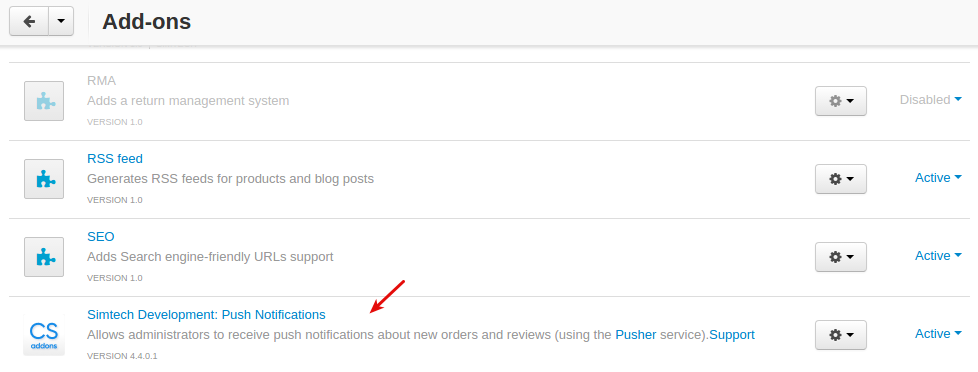 Add-ons
RMA
Adds a return management system
VERSION 1.0
Disabled
RSS feed
Generates RSS feeds for products and blog posts
VERSION 1.0
Active
SEO
Adds Search engine-friendly URLs support
VERSION 1.0
Active
CS
addons
Simtech Development: Push Notifications
Allows administrators to receive push notifications about new orders and reviews (using the Pusher service).Support
VERSION 4.4.0.1
Active